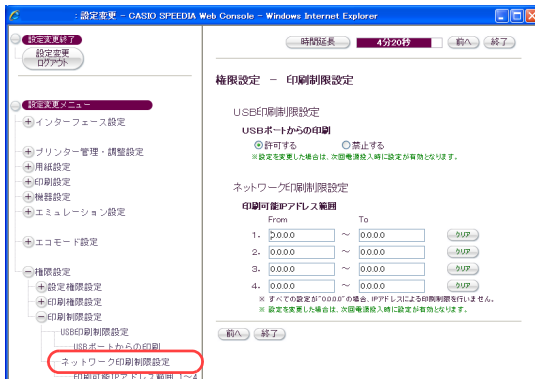 : 設定変更 - CASIO SPEEDIA Web Console - Windows Internet Explorer
設定変更終了
設定変更
ログアウト
設定変更メニュー
インターフェース設定
プリンター管理・調整設定
用紙設定
印刷設定
機器設定
エミュレーション設定
エコモード設定
権限設定
設定権限設定
印刷権限設定
印刷制限設定
USB印刷制限設定
USBポートからの印刷
ネットワーク印刷制限設定
印刷可能IPアドレス範囲 1~4
時間延長 4分20秒 前へ 終了
権限設定 - 印刷制限設定
USB印刷制限設定
USBポートからの印刷
許可する 禁止する
※設定を変更した場合は、次回電源投入時に設定が有効となります。
ネットワーク印刷制限設定
印刷可能IPアドレス範囲
From To
1. 0.0.0.0 ~ 0.0.0.0 クリア
2. 0.0.0.0 ~ 0.0.0.0 クリア
3. 0.0.0.0 ~ 0.0.0.0 クリア
4. 0.0.0.0 ~ 0.0.0.0 クリア
※ すべての設定が"0.0.0.0"の場合、IPアドレスによる印刷制限を行いません。
※ 設定を変更した場合は、次回電源投入時に設定が有効となります。
前へ 終了